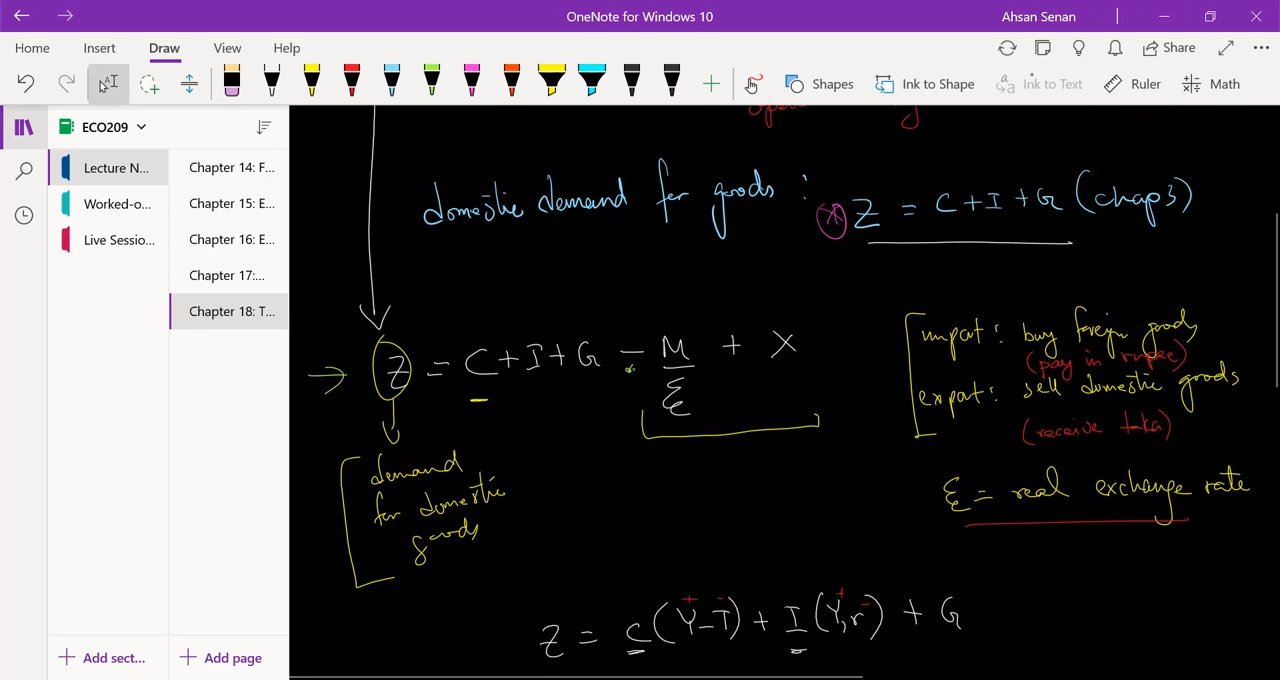 OneNote for Windows 10
Ahsan Senan
Home Insert Draw View Help
Share
Shapes
Ink to Shape
Ink to Text
Ruler
Math
ECO209
Lecture N...
Worked-o...
Live Sessio...
Chapter 14: F...
Chapter 15: E...
Chapter 16: E...
Chapter 17:...
Chapter 18: T...
Add sect...
Add page
domestic demand for goods : Z = C + I + G (chap 3)
Z = C + I + G - M/ε + X
demand
for domestic
goods
import : buy foreign goods
(pay in rupee)
export : sell domestic goods
(receive taka)
ε = real exchange rate
Z = C (Y - T) + I (Y, r) + G
+ - + -